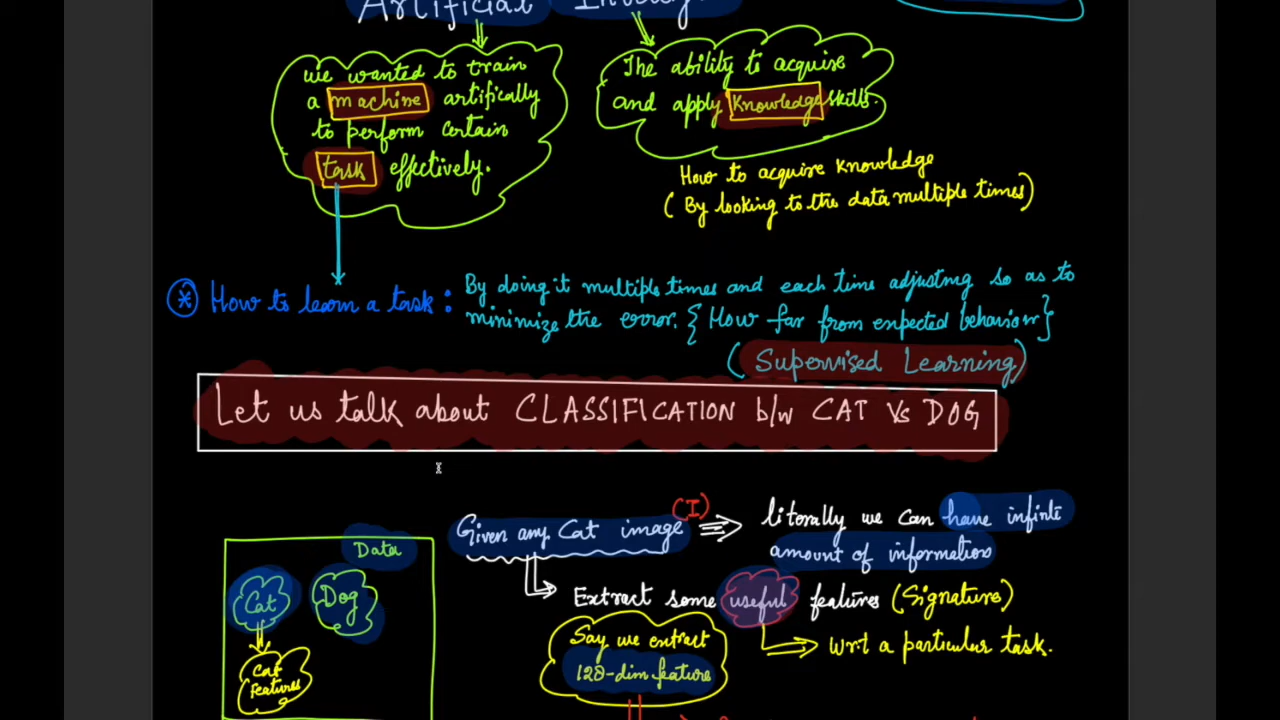 Artificial
we wanted to train
a machine artifically
to perform certain
task effectively.
The ability to acquire
and apply Knowledge skills.
How to acquire knowledge
( By looking to the data multiple times)
* How to learn a task : By doing it multiple times and each time adjusting so as to
minimize the error. { How far from expected behaviour }
( Supervised Learning )
Let us talk about CLASSIFICATION b/w CAT Vs DOG
Data
Cat Dog
Cat
Features
Given any Cat image (I) ⇒ literally we can have infinte
amount of information
Extract some useful features (Signature)
Say we extract
128-dim feature
w.r.t a particular task.